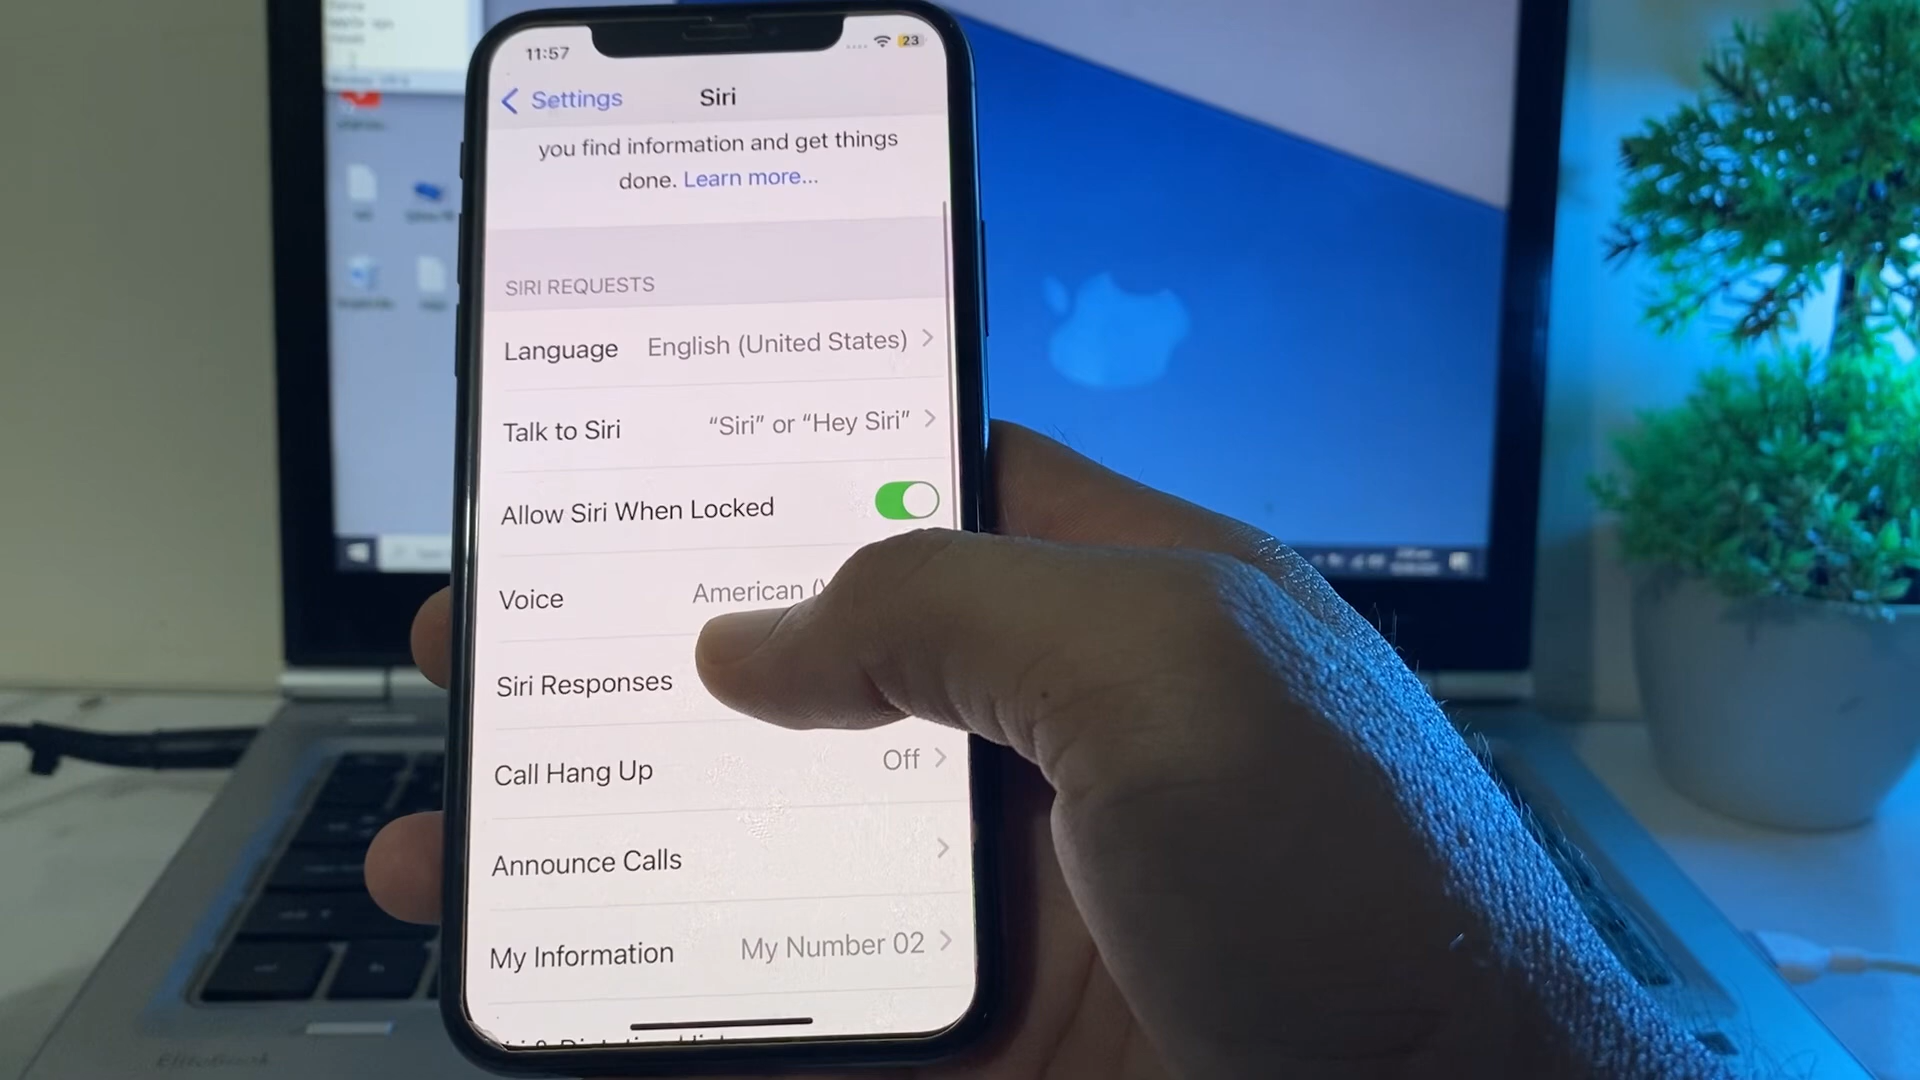 11:57
23
Settings
Siri
you find information and get things
done. Learn more...
SIRI REQUESTS
Language English (United States)
Talk to Siri “Siri” or “Hey Siri”
Allow Siri When Locked
Voice American (
Siri Responses
Call Hang Up Off
Announce Calls
My Information My Number 02
EliteBook